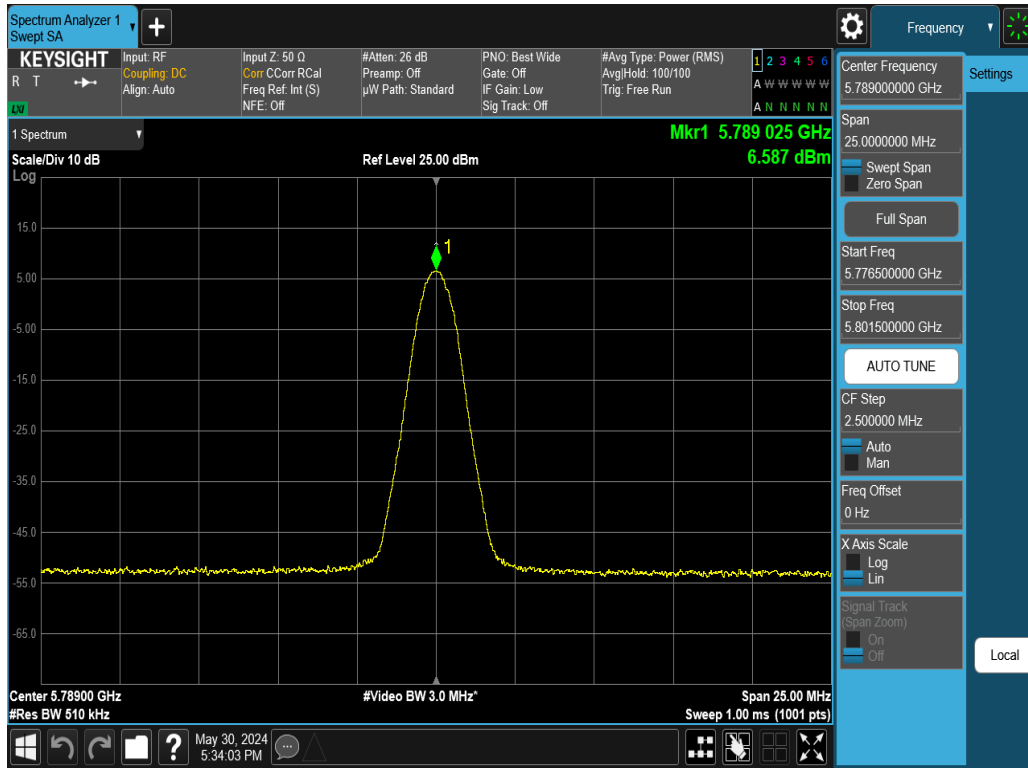 Spectrum Analyzer 1
Swept SA
+
Frequency
KEYSIGHT
R T
LXI
Input: RF
Coupling: DC
Align: Auto
Input Z: 50 Ω
Corr CCorr RCal
Freq Ref: Int (S)
NFE: Off
#Atten: 26 dB
Preamp: Off
µW Path: Standard
PNO: Best Wide
Gate: Off
IF Gain: Low
Sig Track: Off
#Avg Type: Power (RMS)
Avg|Hold: 100/100
Trig: Free Run
1 2 3 4 5 6
A W W W W W
A N N N N N
1 Spectrum
Scale/Div 10 dB
Log
Ref Level 25.00 dBm
Mkr1 5.789 025 GHz
6.587 dBm
1
15.0
5.00
-5.00
-15.0
-25.0
-35.0
-45.0
-55.0
-65.0
Center 5.78900 GHz
#Res BW 510 kHz
#Video BW 3.0 MHz*
Span 25.00 MHz
Sweep 1.00 ms (1001 pts)
Center Frequency
5.789000000 GHz
Settings
Span
25.0000000 MHz
Swept Span
Zero Span
Full Span
Start Freq
5.776500000 GHz
Stop Freq
5.801500000 GHz
AUTO TUNE
CF Step
2.500000 MHz
Auto
Man
Freq Offset
0 Hz
X Axis Scale
Log
Lin
Signal Track
(Span Zoom)
On
Off
Local
?
May 30, 2024
5:34:03 PM